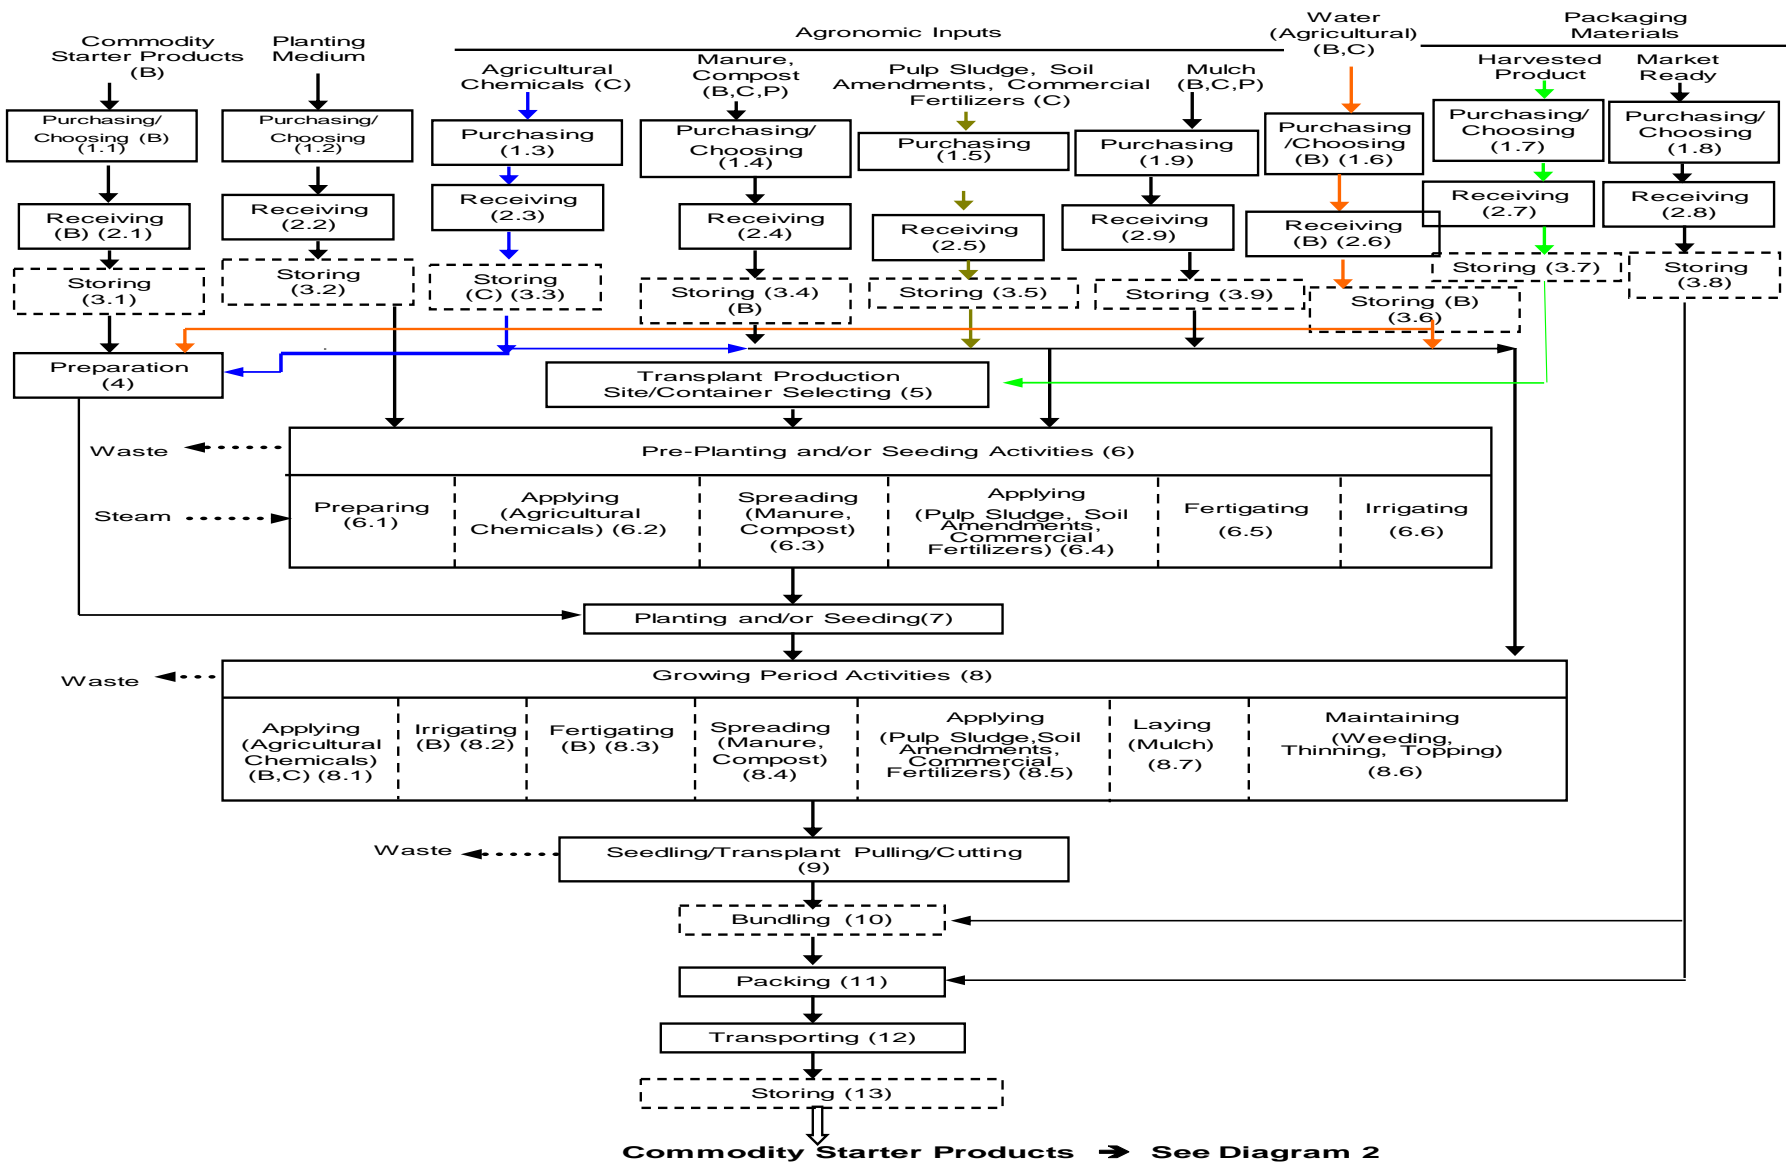 Commodity
Starter Products
(B)
Planting
Medium
Agronomic Inputs
Water
(Agricultural)
(B,C)
Packaging
Materials
Agricultural
Chemicals (C)
Manure,
Compost
(B,C,P)
Pulp Sludge, Soil
Amendments, Commercial
Fertilizers (C)
Mulch
(B,C,P)
Harvested
Product
Market
Ready
Purchasing/
Choosing (B)
(1.1)
Purchasing/
Choosing
(1.2)
Purchasing
(1.3)
Purchasing/
Choosing
(1.4)
Purchasing
(1.5)
Purchasing
(1.9)
Purchasing
/Choosing
(B) (1.6)
Purchasing/
Choosing
(1.7)
Purchasing/
Choosing
(1.8)
Receiving
(B) (2.1)
Receiving
(2.2)
Receiving
(2.3)
Receiving
(2.4)
Receiving
(2.5)
Receiving
(2.9)
Receiving
(B) (2.6)
Receiving
(2.7)
Receiving
(2.8)
Storing
(3.1)
Storing
(3.2)
Storing
(C) (3.3)
Storing (3.4)
(B)
Storing (3.5)
Storing (3.9)
Storing (B)
(3.6)
Storing (3.7)
Storing
(3.8)
Preparation
(4)
Transplant Production
Site/Container Selecting (5)
Waste
Pre-Planting and/or Seeding Activities (6)
Steam
Preparing
(6.1)
Applying
(Agricultural
Chemicals) (6.2)
Spreading
(Manure,
Compost)
(6.3)
Applying
(Pulp Sludge, Soil
Amendments,
Commercial
Fertilizers) (6.4)
Fertigating
(6.5)
Irrigating
(6.6)
Planting and/or Seeding(7)
Waste
Growing Period Activities (8)
Applying
(Agricultural
Chemicals)
(B,C) (8.1)
Irrigating
(B) (8.2)
Fertigating
(B) (8.3)
Spreading
(Manure,
Compost)
(8.4)
Applying
(Pulp Sludge,Soil
Amendments,
Commercial
Fertilizers) (8.5)
Laying
(Mulch)
(8.7)
Maintaining
(Weeding,
Thinning, Topping)
(8.6)
Waste
Seedling/Transplant Pulling/Cutting
(9)
Bundling (10)
Packing (11)
Transporting (12)
Storing (13)
Commodity Starter Products ➔ See Diagram 2